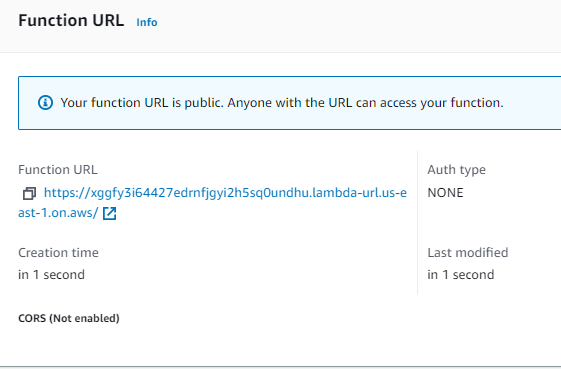 Function URL Info
Your function URL is public. Anyone with the URL can access your function.
Function URL
https://xggfy3i64427edrnfjgyi2h5sq0undhu.lambda-url.us-e
ast-1.on.aws/
Auth type
NONE
Creation time
in 1 second
Last modified
in 1 second
CORS (Not enabled)